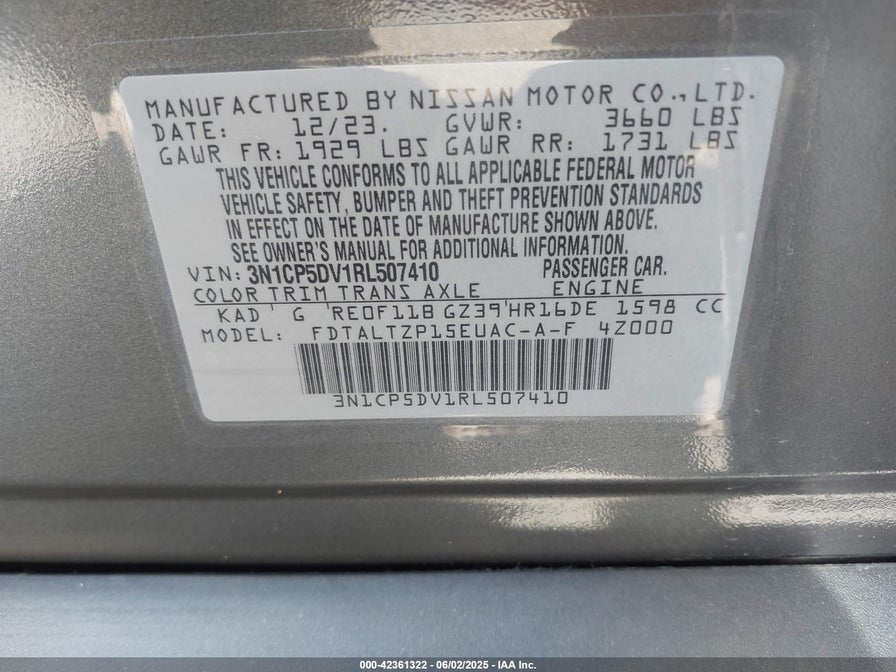 MANUFACTURED BY NISSAN MOTOR CO.,LTD.
DATE: 12/23. GVWR: 3660 LBS
GAWR FR: 1929 LBS GAWR RR: 1731 LBS
THIS VEHICLE CONFORMS TO ALL APPLICABLE FEDERAL MOTOR
VEHICLE SAFETY, BUMPER AND THEFT PREVENTION STANDARDS
IN EFFECT ON THE DATE OF MANUFACTURE SHOWN ABOVE.
SEE OWNER'S MANUAL FOR ADDITIONAL INFORMATION.
VIN: 3N1CP5DV1RL507410 PASSENGER CAR.
COLOR TRIM TRANS AXLE ENGINE
KAD G RE0F11B GZ39 HR16DE 1598 CC
MODEL: FDTALTZP15EUAC-A-F 4Z000
3N1CP5DV1RL507410
000-42361322 - 06/02/2025 - IAA Inc.